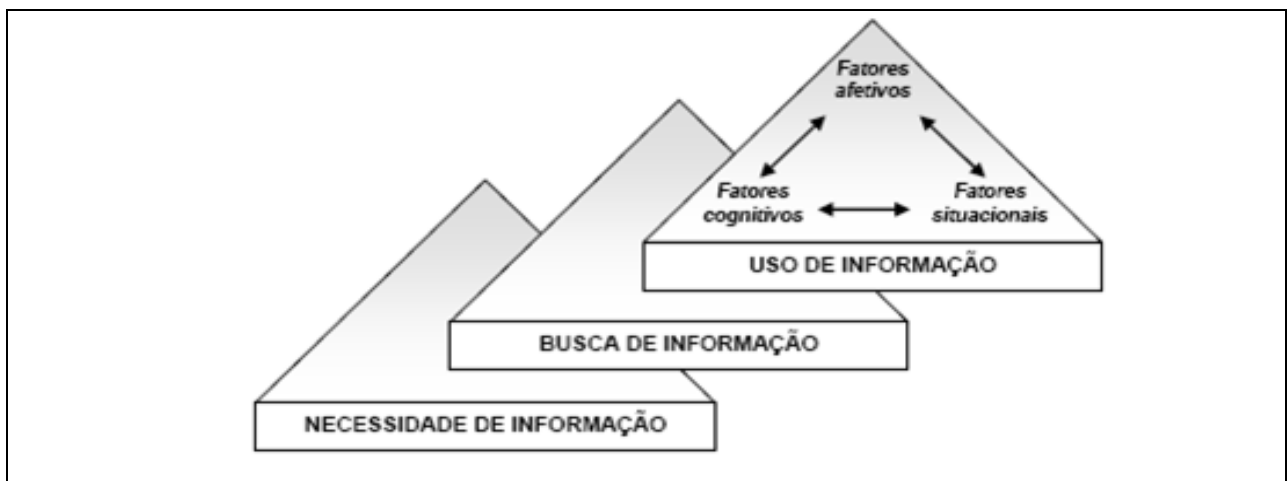 Fatores
afetivos
Fatores
cognitivos
Fatores
situacionais
USO DE INFORMAÇÃO
BUSCA DE INFORMAÇÃO
NECESSIDADE DE INFORMAÇÃO